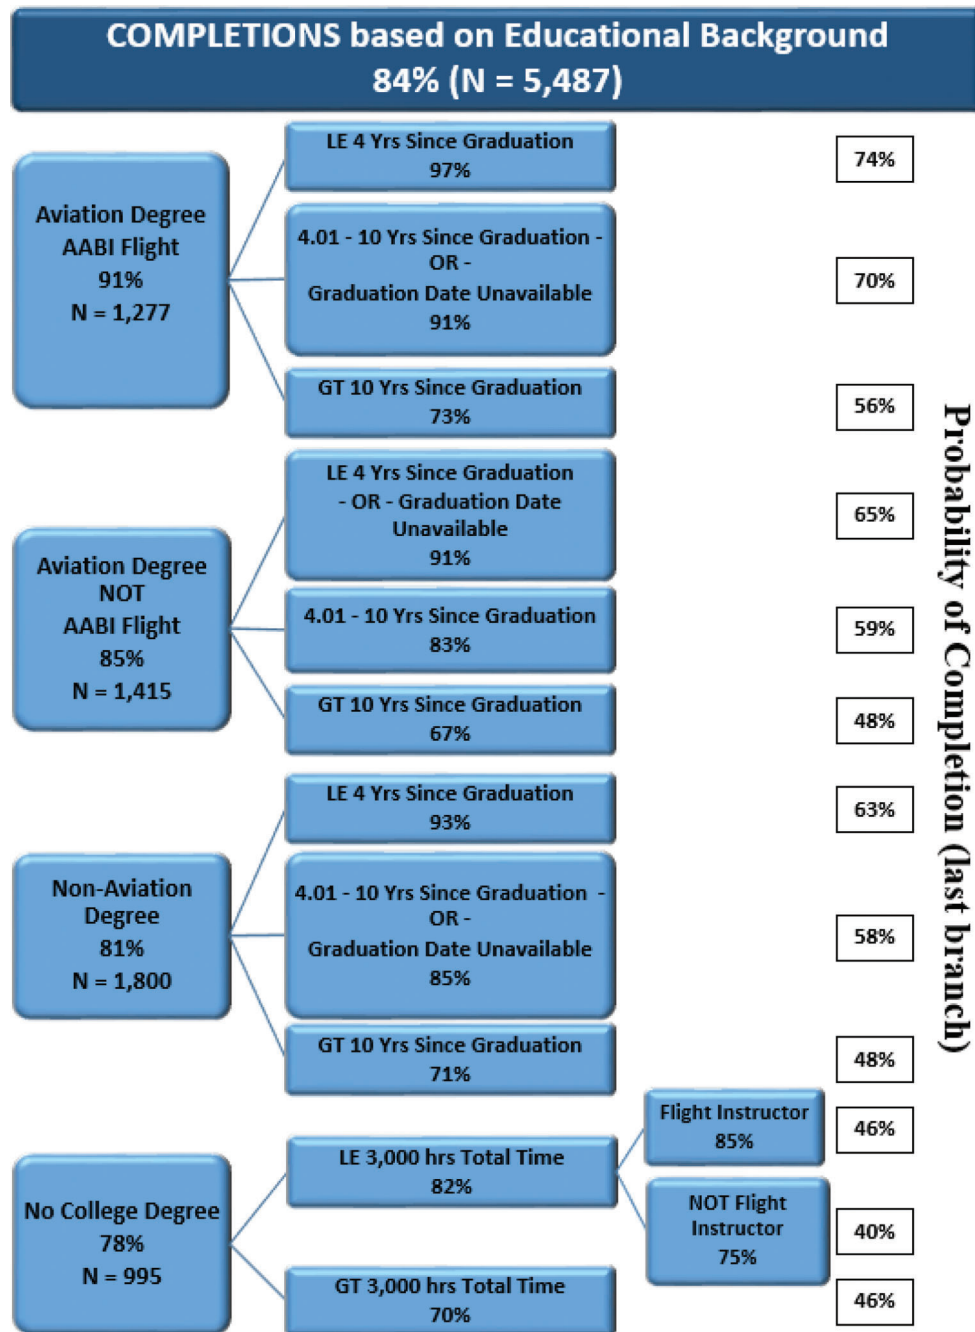 COMPLETIONS based on Educational Background
84% (N = 5,487)
Aviation Degree
AABI Flight
91%
N = 1,277
LE 4 Yrs Since Graduation
97%
74%
4.01 - 10 Yrs Since Graduation -
OR -
Graduation Date Unavailable
91%
70%
GT 10 Yrs Since Graduation
73%
56%
Aviation Degree
NOT
AABI Flight
85%
N = 1,415
LE 4 Yrs Since Graduation
- OR - Graduation Date
Unavailable
91%
65%
4.01 - 10 Yrs Since Graduation
83%
59%
GT 10 Yrs Since Graduation
67%
48%
Non-Aviation
Degree
81%
N = 1,800
LE 4 Yrs Since Graduation
93%
63%
4.01 - 10 Yrs Since Graduation -
OR -
Graduation Date Unavailable
85%
58%
GT 10 Yrs Since Graduation
71%
48%
No College Degree
78%
N = 995
LE 3,000 hrs Total Time
82%
Flight Instructor
85%
46%
NOT Flight
Instructor
75%
40%
GT 3,000 hrs Total Time
70%
46%
Probability of Completion (last branch)